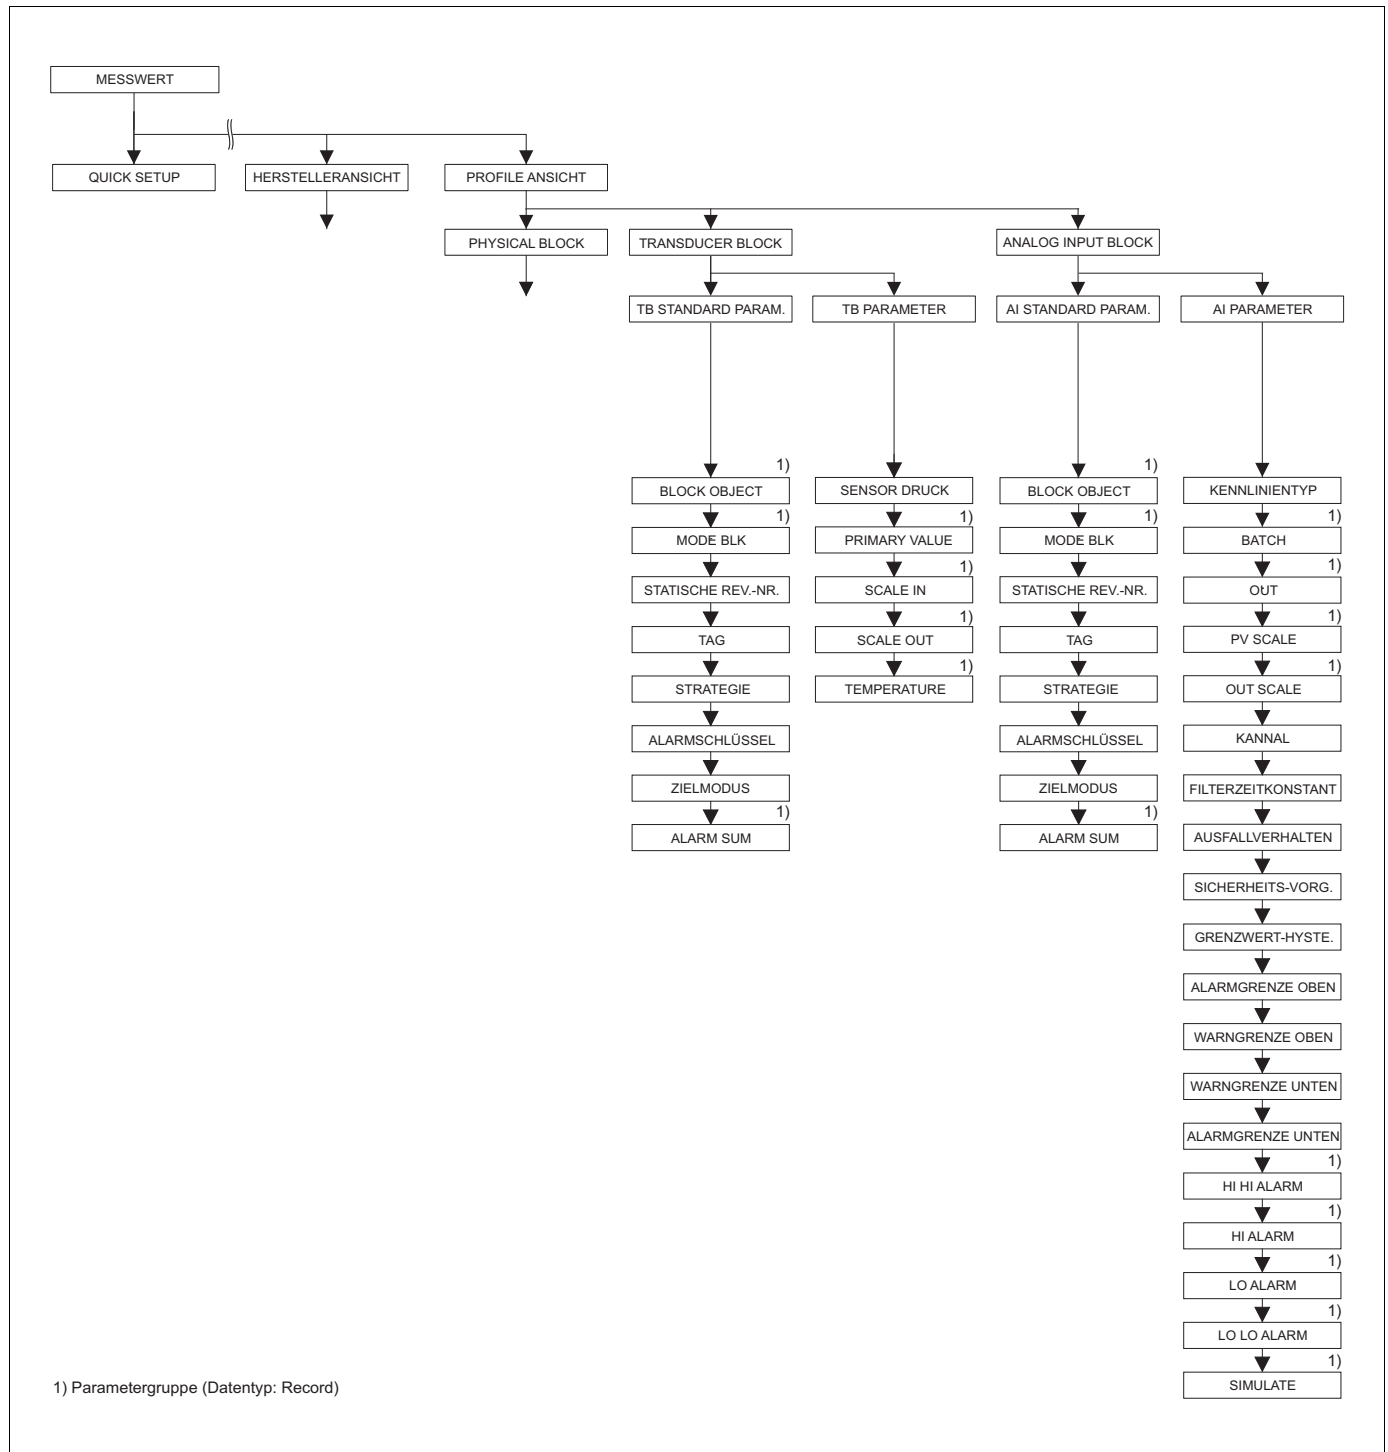 MESSWERT
QUICK SETUP
HERSTELLERANSICHT
PROFILE ANSICHT
PHYSICAL BLOCK
TRANSDUCER BLOCK
ANALOG INPUT BLOCK
TB STANDARD PARAM.
TB PARAMETER
AI STANDARD PARAM.
AI PARAMETER
1)
BLOCK OBJECT
1)
MODE BLK
STATISCHE REV.-NR.
TAG
STRATEGIE
ALARMSCHLÜSSEL
ZIELMODUS
1)
ALARM SUM
SENSOR DRUCK
1)
PRIMARY VALUE
1)
SCALE IN
1)
SCALE OUT
1)
TEMPERATURE
1)
BLOCK OBJECT
1)
MODE BLK
STATISCHE REV.-NR.
TAG
STRATEGIE
ALARMSCHLÜSSEL
ZIELMODUS
1)
ALARM SUM
KENNLINIENTYP
1)
BATCH
1)
OUT
1)
PV SCALE
1)
OUT SCALE
KANNAL
FILTERZEITKONSTANT
AUSFALLVERHALTEN
SICHERHEITS-VORG.
GRENZWERT-HYSTE.
ALARMGRENZE OBEN
WARNGRENZE OBEN
WARNGRENZE UNTEN
ALARMGRENZE UNTEN
1)
HI HI ALARM
1)
HI ALARM
1)
LO ALARM
1)
LO LO ALARM
1)
SIMULATE
1) Parametergruppe (Datentyp: Record)